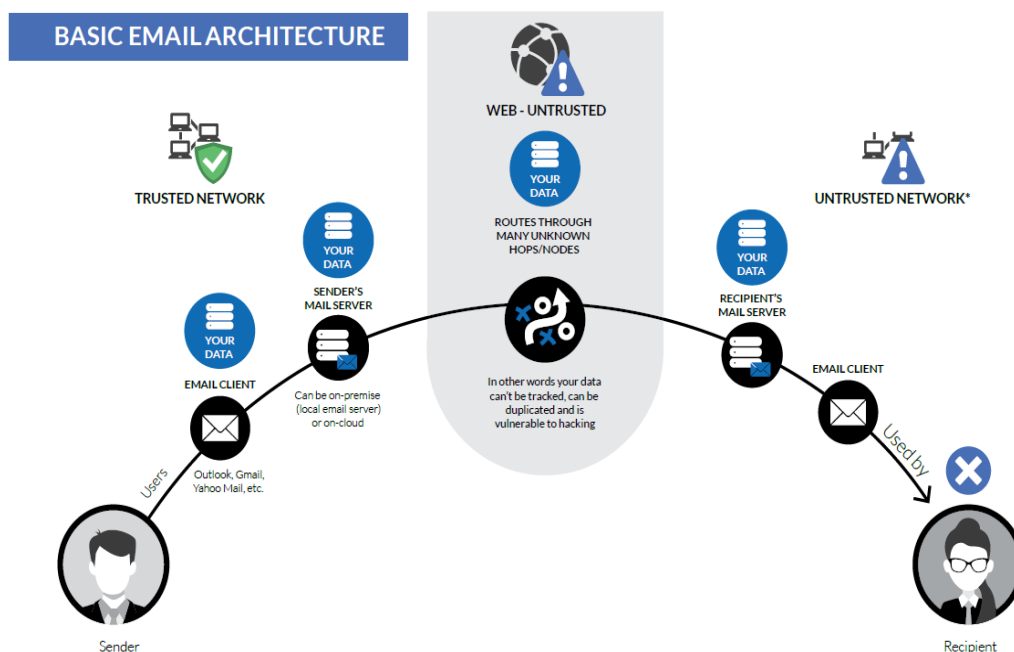 BASIC EMAIL ARCHITECTURE
WEB - UNTRUSTED
YOUR
DATA
ROUTES THROUGH
MANY UNKNOWN
HOPS/NODES
In other words your data
can't be tracked, can be
duplicated and is
vulnerable to hacking
TRUSTED NETWORK
YOUR
DATA
SENDER'S
MAIL SERVER
Can be on-premise
(local email server)
or on-cloud
YOUR
DATA
EMAIL CLIENT
Outlook, Gmail,
Yahoo Mail, etc.
Users
Sender
UNTRUSTED NETWORK*
YOUR
DATA
RECIPIENT'S
MAIL SERVER
EMAIL CLIENT
Used by
Recipient